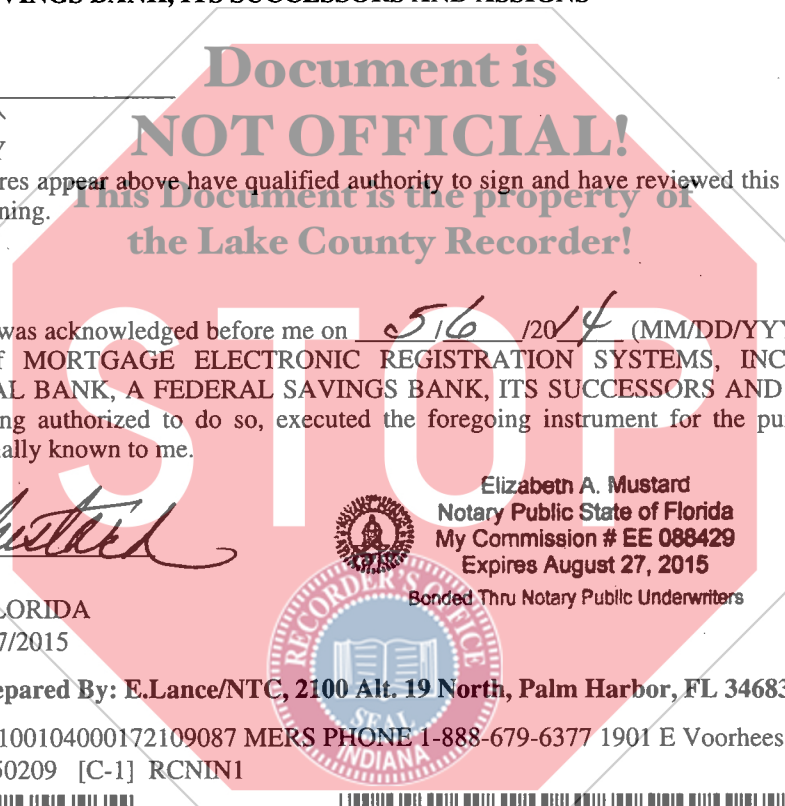 VINGS BANK, ITS SUCCESSORS AND ASSIGNS
Document is
NOT OFFICIAL!
Y
res appear above have qualified authority to sign and have reviewed this
ning.
This Document is the property of
the Lake County Recorder!
STOP
was acknowledged before me on 5/6 /2014 (MM/DD/YYY
f MORTGAGE ELECTRONIC REGISTRATION SYSTEMS, INC
AL BANK, A FEDERAL SAVINGS BANK, ITS SUCCESSORS AND
ng authorized to do so, executed the foregoing instrument for the pu
ally known to me.
Mustard
Elizabeth A. Mustard
Notary Public State of Florida
My Commission # EE 088429
Expires August 27, 2015
Bonded Thru Notary Public Underwriters
LORIDA
7/2015
RECORDER'S OFFICE
SEAL
INDIANA
epared By: E.Lance/NTC, 2100 Alt. 19 North, Palm Harbor, FL 34683
100104000172109087 MERS PHONE 1-888-679-6377 1901 E Voorhees
50209 [C-1] RCNIN1